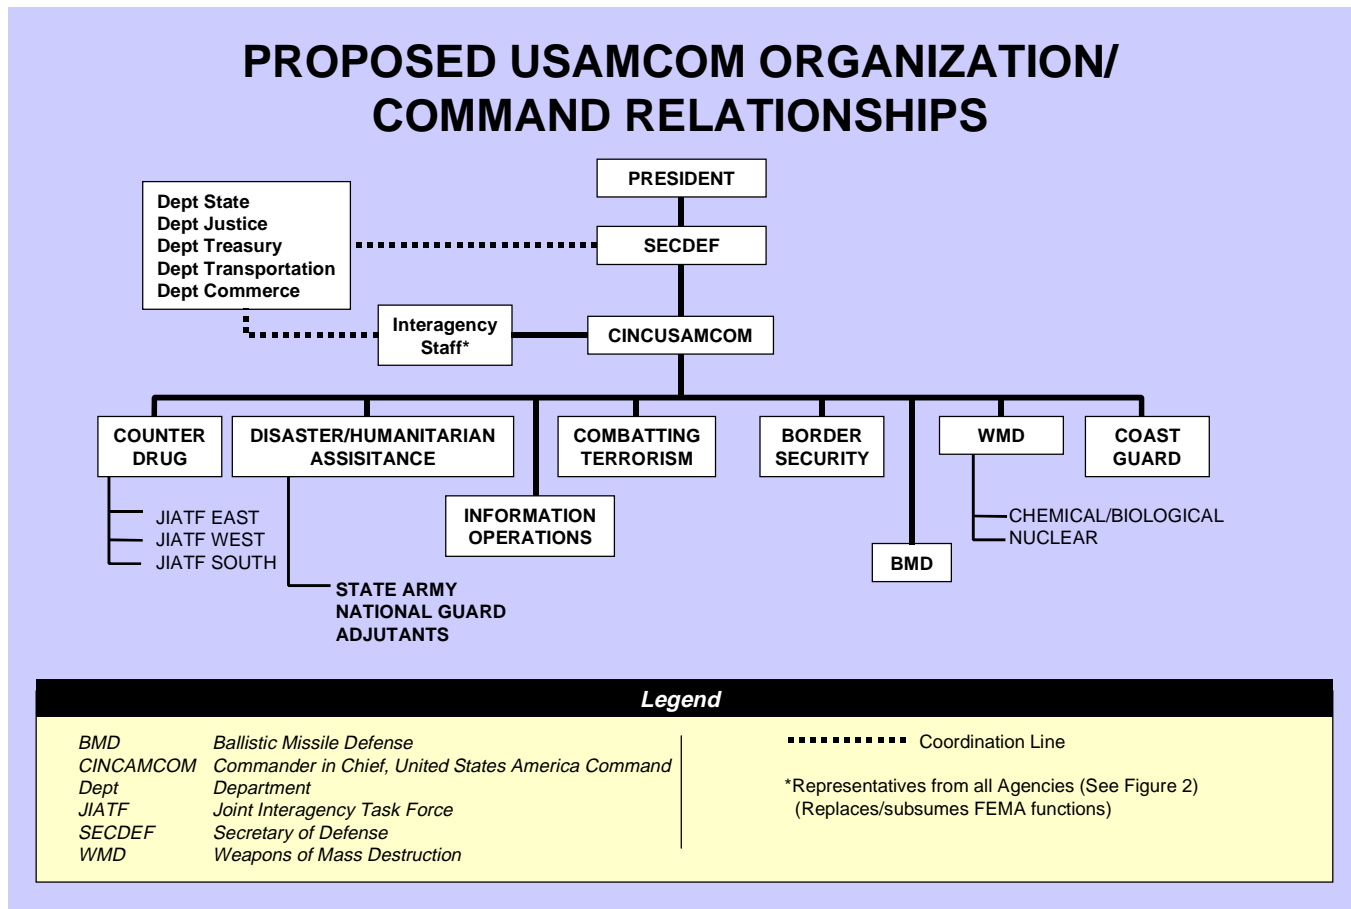 PROPOSED USAMCOM ORGANIZATION/
COMMAND RELATIONSHIPS
PRESIDENT
Dept State
Dept Justice
Dept Treasury
Dept Transportation
Dept Commerce
SECDEF
Interagency
Staff*
CINCUSAMCOM
COUNTER
DRUG
JIATF EAST
JIATF WEST
JIATF SOUTH
DISASTER/HUMANITARIAN
ASSISITANCE
STATE ARMY
NATIONAL GUARD
ADJUTANTS
INFORMATION
OPERATIONS
COMBATTING
TERRORISM
BORDER
SECURITY
BMD
WMD
CHEMICAL/BIOLOGICAL
NUCLEAR
COAST
GUARD
Legend
BMD Ballistic Missile Defense
CINCAMCOM Commander in Chief, United States America Command
Dept Department
JIATF Joint Interagency Task Force
SECDEF Secretary of Defense
WMD Weapons of Mass Destruction
Coordination Line
*Representatives from all Agencies (See Figure 2)
(Replaces/subsumes FEMA functions)